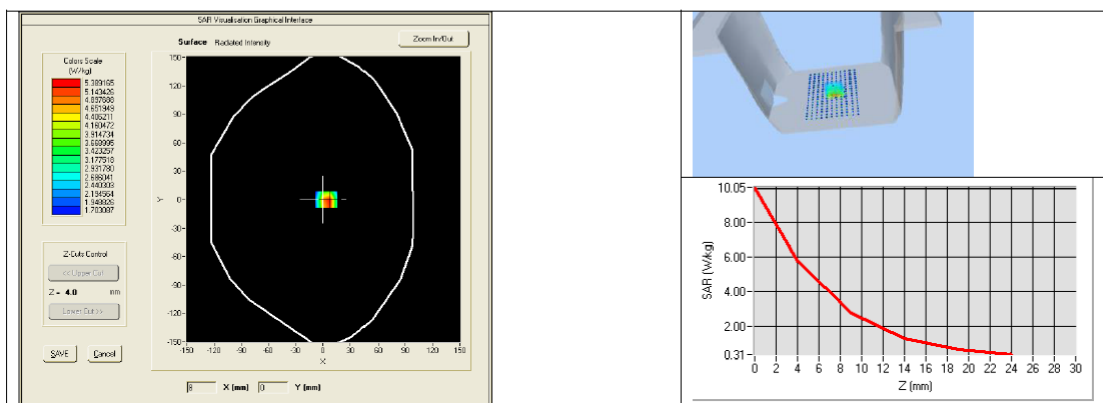 SAR Visualisation Graphical Interface
Surface Radiated Intensity
Zoom In/Out
Colors Scale
(W/kg)
5.389165
5.143426
4.897688
4.651949
4.406211
4.160472
3.914734
3.668995
3.423257
3.177518
2.931780
2.686041
2.440303
2.194564
1.948826
1.703087
150
120
90
60
30
0
-30
-60
-90
-120
-150
Y
-150 -120 -90 -60 -30 0 30 60 90 120 150
X
Z-Cuts Control
<< Upper Cut
Z = 4.0 mm
Lower Cut >>
SAVE Cancel
8 X (mm) 0 Y (mm)
10.05
8.00
6.00
4.00
2.00
0.31
SAR (W/kg)
0 2 4 6 8 10 12 14 16 18 20 22 24 26 28 30
Z (mm)